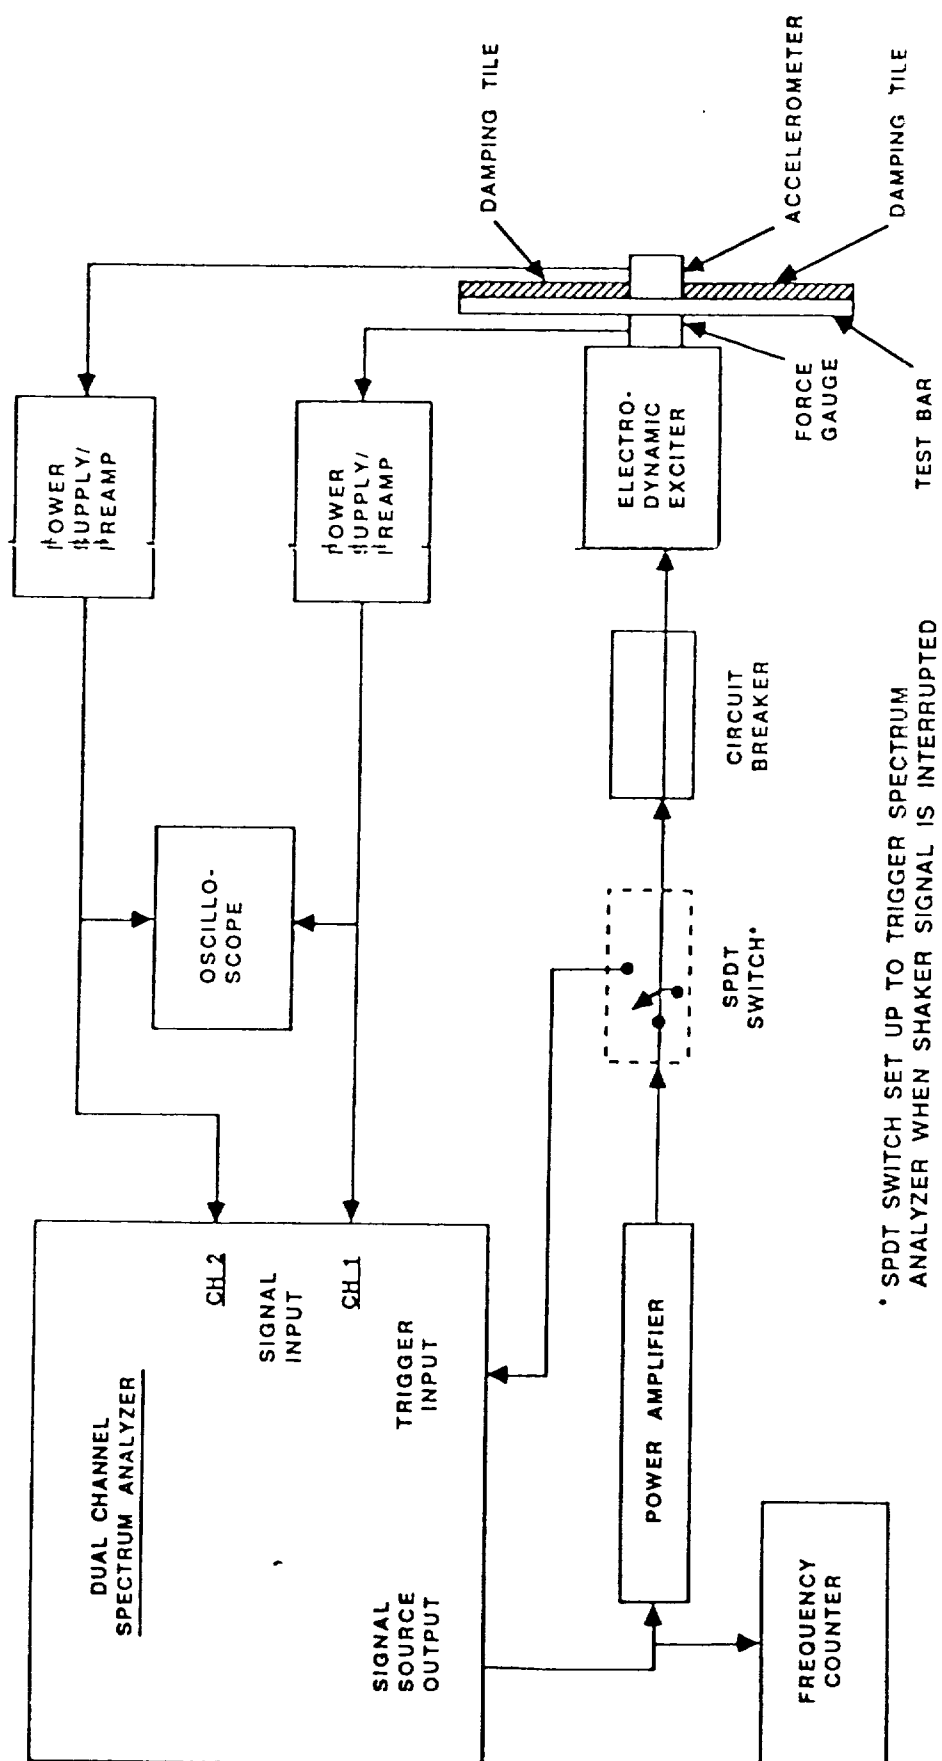 DUAL CHANNEL
SPECTRUM ANALYZER
CH 2
SIGNAL
INPUT
CH 1
TRIGGER
INPUT
SIGNAL
SOURCE
OUTPUT
FREQUENCY
COUNTER
POWER AMPLIFIER
SPDT
SWITCH*
CIRCUIT
BREAKER
OSCILLO-
SCOPE
POWER
SUPPLY/
PREAMP
POWER
SUPPLY/
PREAMP
ELECTRO-
DYNAMIC
EXCITER
DAMPING TILE
ACCELEROMETER
DAMPING TILE
FORCE
GAUGE
TEST BAR
* SPDT SWITCH SET UP TO TRIGGER SPECTRUM
ANALYZER WHEN SHAKER SIGNAL IS INTERRUPTED